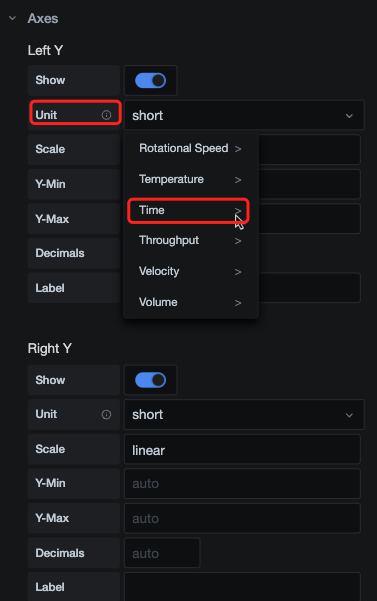 Axes
Left Y
Show
Unit short
Scale Rotational Speed >
Temperature >
Y-Min
Time >
Y-Max
Throughput >
Decimals
Velocity >
Label
Volume >
Right Y
Show
Unit short
Scale linear
Y-Min auto
Y-Max auto
Decimals auto
Label